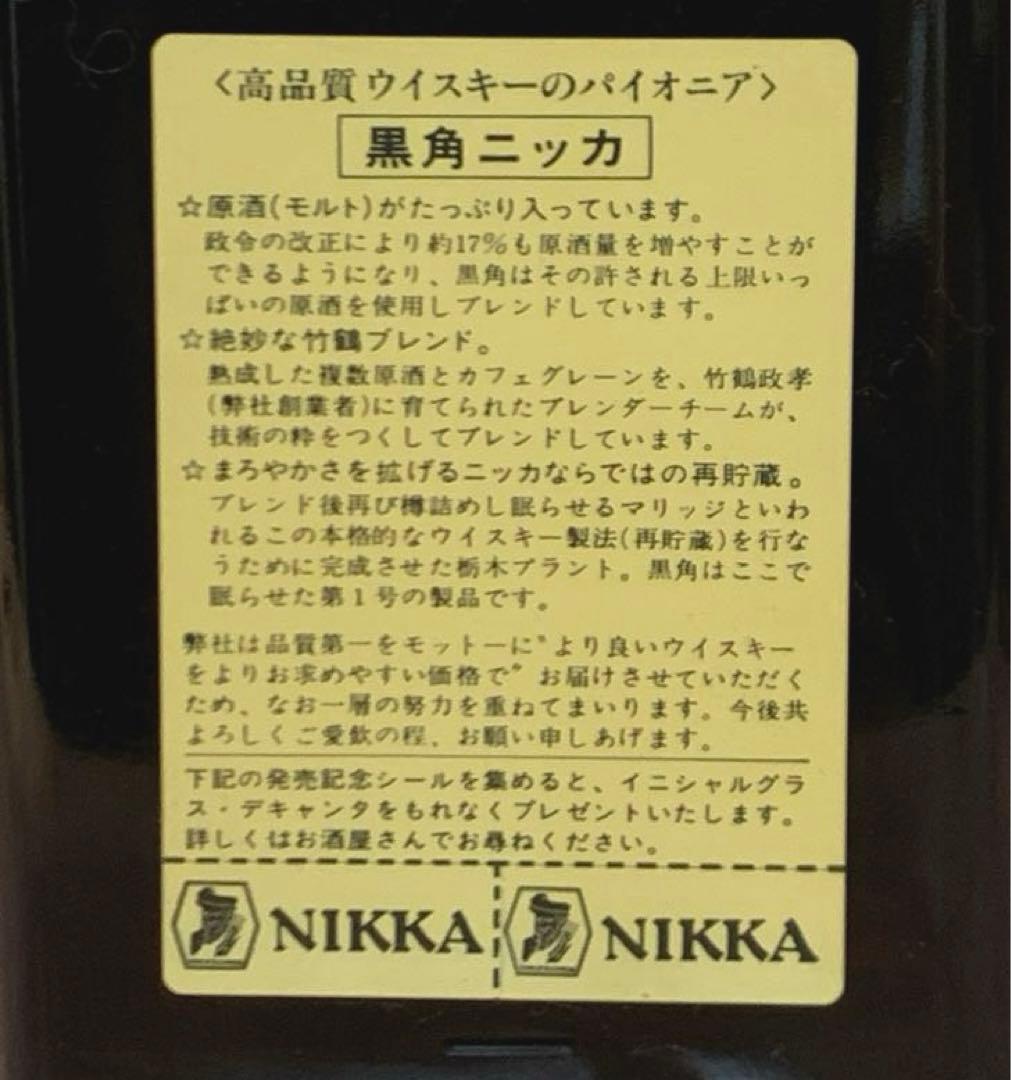 〈高品質ウイスキーのパイオニア〉
黒角ニッカ
☆原酒(モルト)がたっぷり入っています。
政令の改正により約17%も原酒量を増やすことが
できるようになり、黒角はその許される上限いっ
ぱいの原酒を使用しブレンドしています。
☆絶妙な竹鶴ブレンド。
熟成した複数原酒とカフェグレーンを、竹鶴政孝
(弊社創業者)に育てられたブレンダーチームが、
技術の粋をつくしてブレンドしています。
☆まろやかさを拡げるニッカならではの再貯蔵。
ブレンド後再び樽詰めし眠らせるマリッジといわ
れるこの本格的なウイスキー製法(再貯蔵)を行な
うために完成させた栃木プラント。黒角はここで
眠らせた第1号の製品です。
弊社は品質第一をモットーに〝より良いウイスキー
をよりお求めやすい価格で〞お届けさせていただく
ため、なお一層の努力を重ねてまいります。今後共
よろしくご愛飲の程、お願い申しあげます。
下記の発売記念シールを集めると、イニシャルグラ
ス・デキャンタをもれなくプレゼントいたします。
詳しくはお酒屋さんでお尋ねください。
NIKKA NIKKA